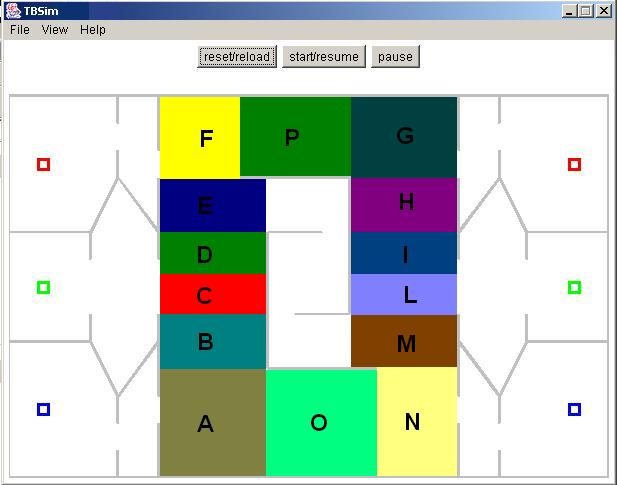 TBSim
File View Help
reset/reload start/resume pause
F P G
E H
D I
C L
B M
A O N